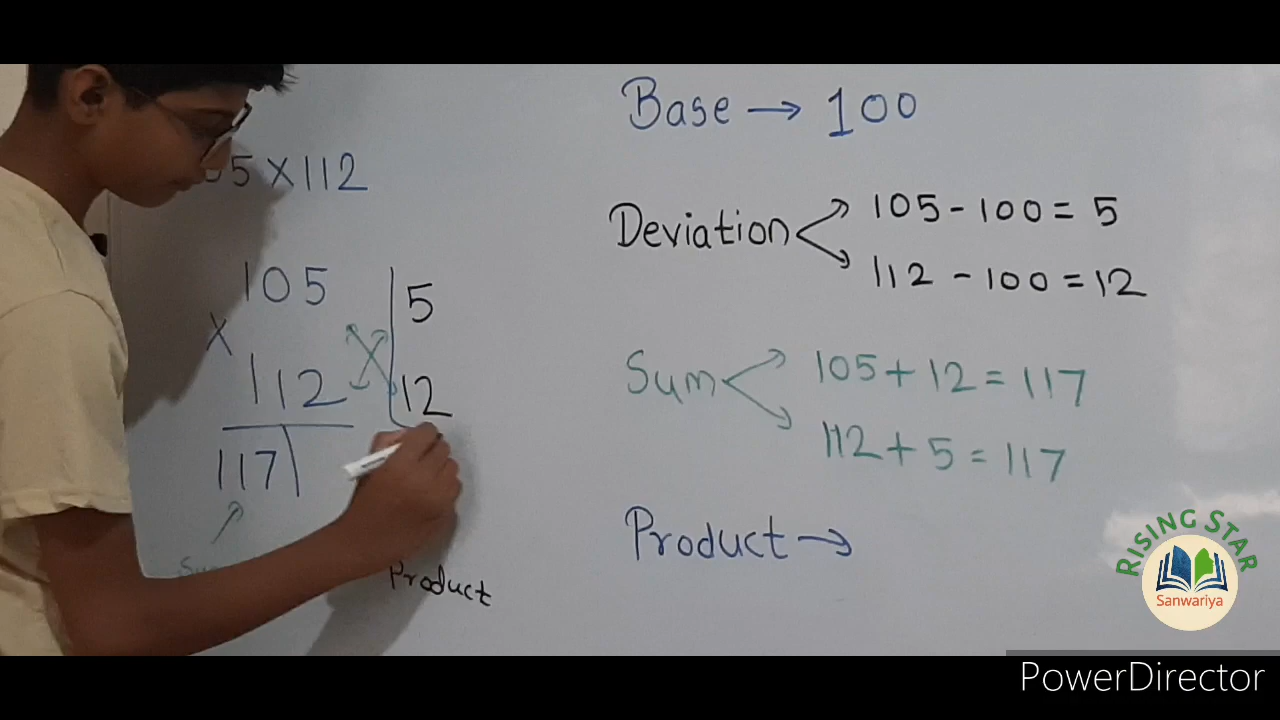 5 X 112
105
X
112
117
5
12
Product
Base → 100
Deviation
105 - 100 = 5
112 - 100 = 12
Sum
105 + 12 = 117
112 + 5 = 117
Product →
RISING STAR
Sanwariya
PowerDirector